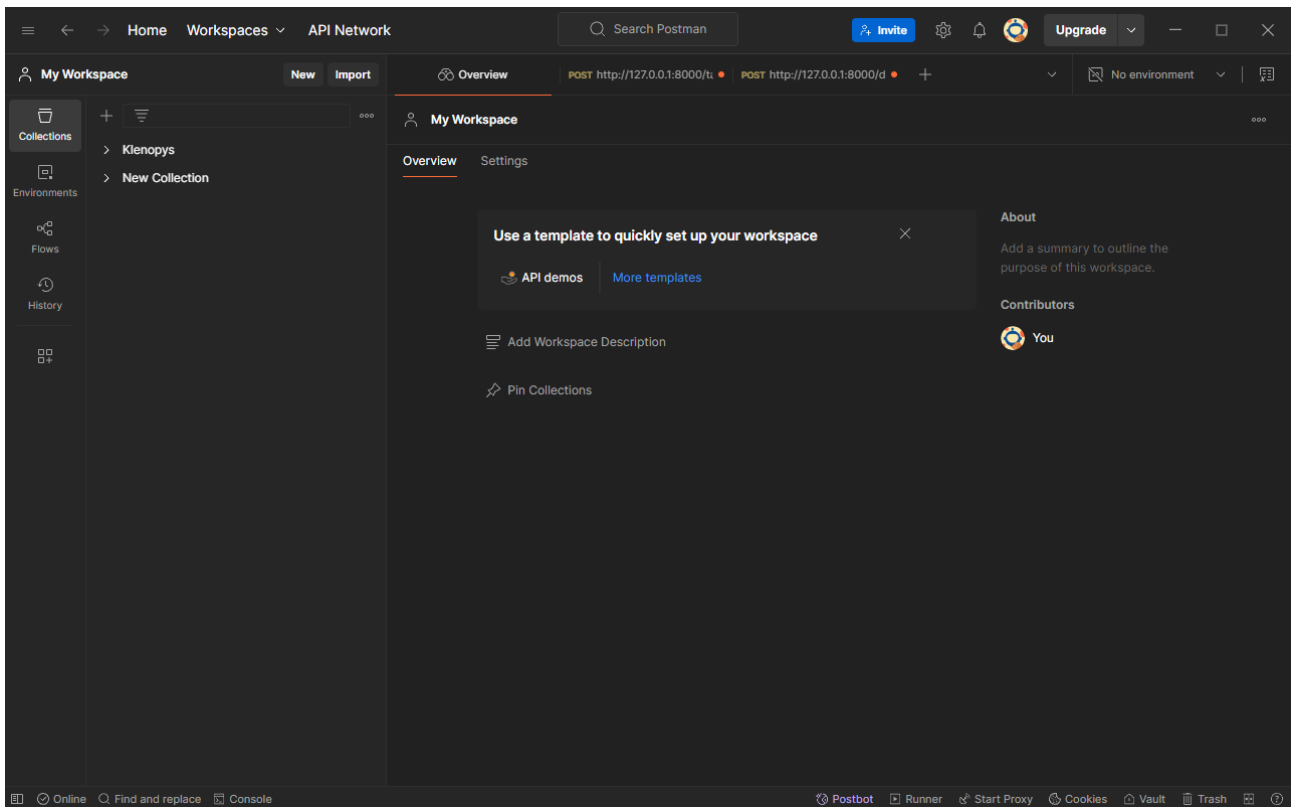 Home Workspaces API Network Search Postman Invite Upgrade
My Workspace New Import Overview POST http://127.0.0.1:8000/tu POST http://127.0.0.1:8000/d No environment
Collections
My Workspace
Klenopys
Overview Settings
Environments
New Collection
About
Use a template to quickly set up your workspace
Flows
Add a summary to outline the
purpose of this workspace.
API demos More templates
History
Contributors
You
Add Workspace Description
Pin Collections
Online Find and replace Console Postbot Runner Start Proxy Cookies Vault Trash